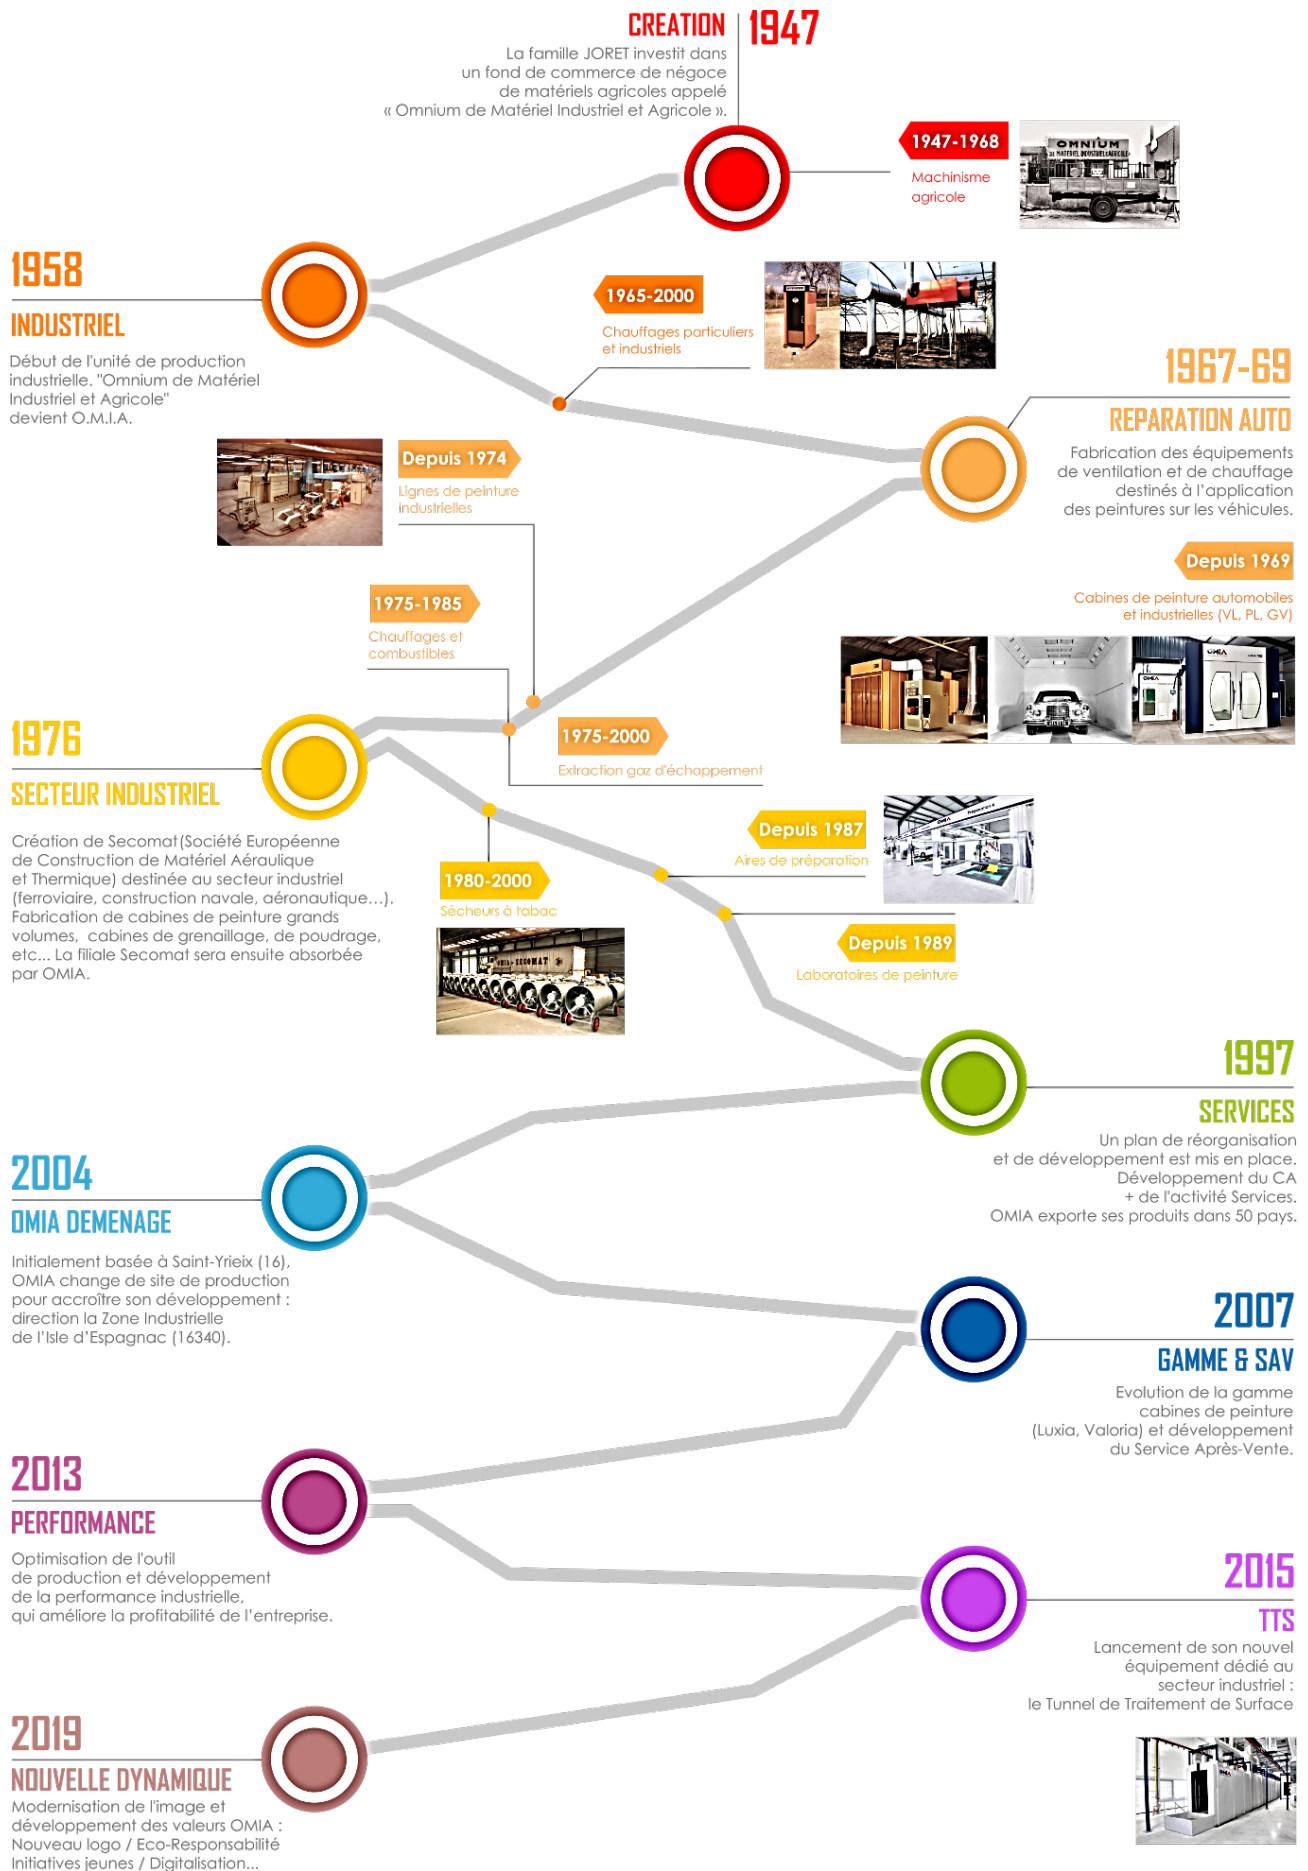 CREATION
1947
La famille JORET investit dans
un fond de commerce de négoce
de matériels agricoles appelé
« Omnium de Matériel Industriel et Agricole ».
1947-1968
Machinisme
agricole
OMNIUM
DE MATERIEL INDUSTRIEL & AGRICOLE
1958
INDUSTRIEL
Début de l'unité de production
industrielle. "Omnium de Matériel
Industriel et Agricole"
devient O.M.I.A.
1965-2000
Chauffages particuliers
et industriels
1967-69
REPARATION AUTO
Fabrication des équipements
de ventilation et de chauffage
destinés à l'application
des peintures sur les véhicules.
Depuis 1974
Lignes de peinture
industrielles
Depuis 1969
Cabines de peinture automobiles
et industrielles (VL, PL, GV)
OMIA
1975-1985
Chauffages et
combustibles
1975-2000
Extraction gaz d'échappement
1976
SECTEUR INDUSTRIEL
Création de Secomat (Société Européenne
de Construction de Matériel Aéraulique
et Thermique) destinée au secteur industriel
(ferroviaire, construction navale, aéronautique...).
Fabrication de cabines de peinture grands
volumes, cabines de grenaillage, de poudrage,
etc... La filiale Secomat sera ensuite absorbée
par OMIA.
Depuis 1987
Aires de préparation
1980-2000
Sécheurs à tabac
OMIA - SECOMAT
Depuis 1989
Laboratoires de peinture
1997
SERVICES
Un plan de réorganisation
et de développement est mis en place.
Développement du CA
+ de l'activité Services.
OMIA exporte ses produits dans 50 pays.
2004
OMIA DEMENAGE
Initialement basée à Saint-Yrieix (16),
OMIA change de site de production
pour accroître son développement :
direction la Zone Industrielle
de l'Isle d'Espagnac (16340).
2007
GAMME & SAV
Evolution de la gamme
cabines de peinture
(Luxia, Valoria) et développement
du Service Après-Vente.
2013
PERFORMANCE
Optimisation de l'outil
de production et développement
de la performance industrielle,
qui améliore la profitabilité de l'entreprise.
2015
TTS
Lancement de son nouvel
équipement dédié au
secteur industriel :
le Tunnel de Traitement de Surface
2019
NOUVELLE DYNAMIQUE
Modernisation de l'image et
développement des valeurs OMIA :
Nouveau logo / Eco-Responsabilité
Initiatives jeunes / Digitalisation...